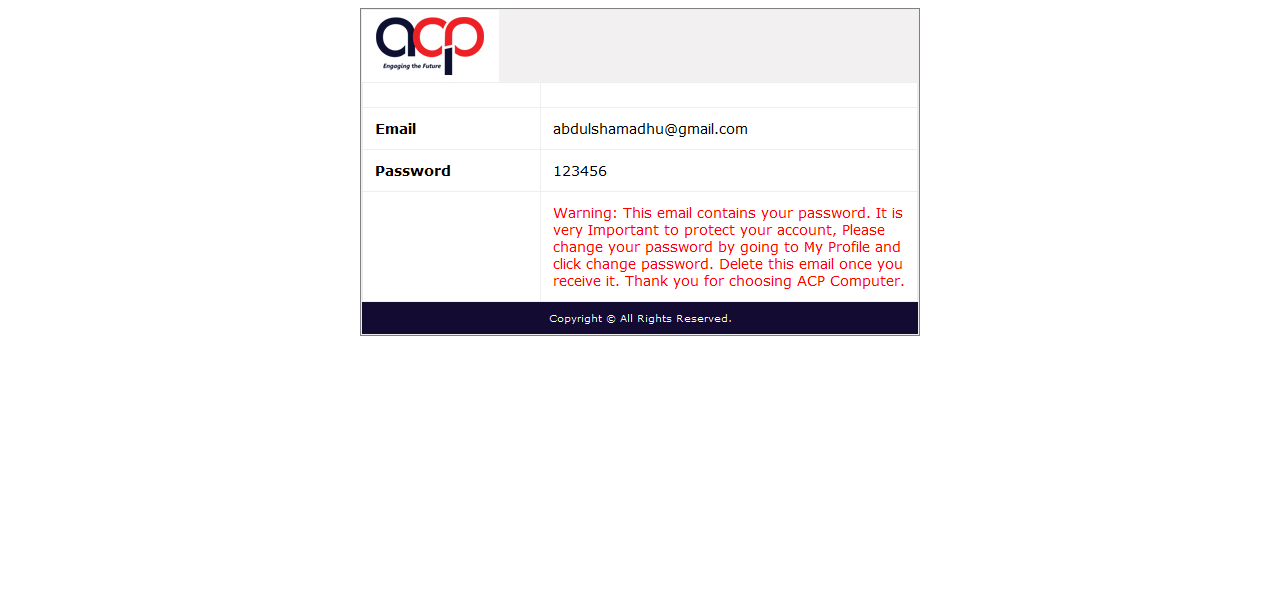 acp
Engaging the Future
Email
abdulshamadhu@gmail.com
Password
123456
Warning: This email contains your password. It is
very Important to protect your account, Please
change your password by going to My Profile and
click change password. Delete this email once you
receive it. Thank you for choosing ACP Computer.
Copyright © All Rights Reserved.